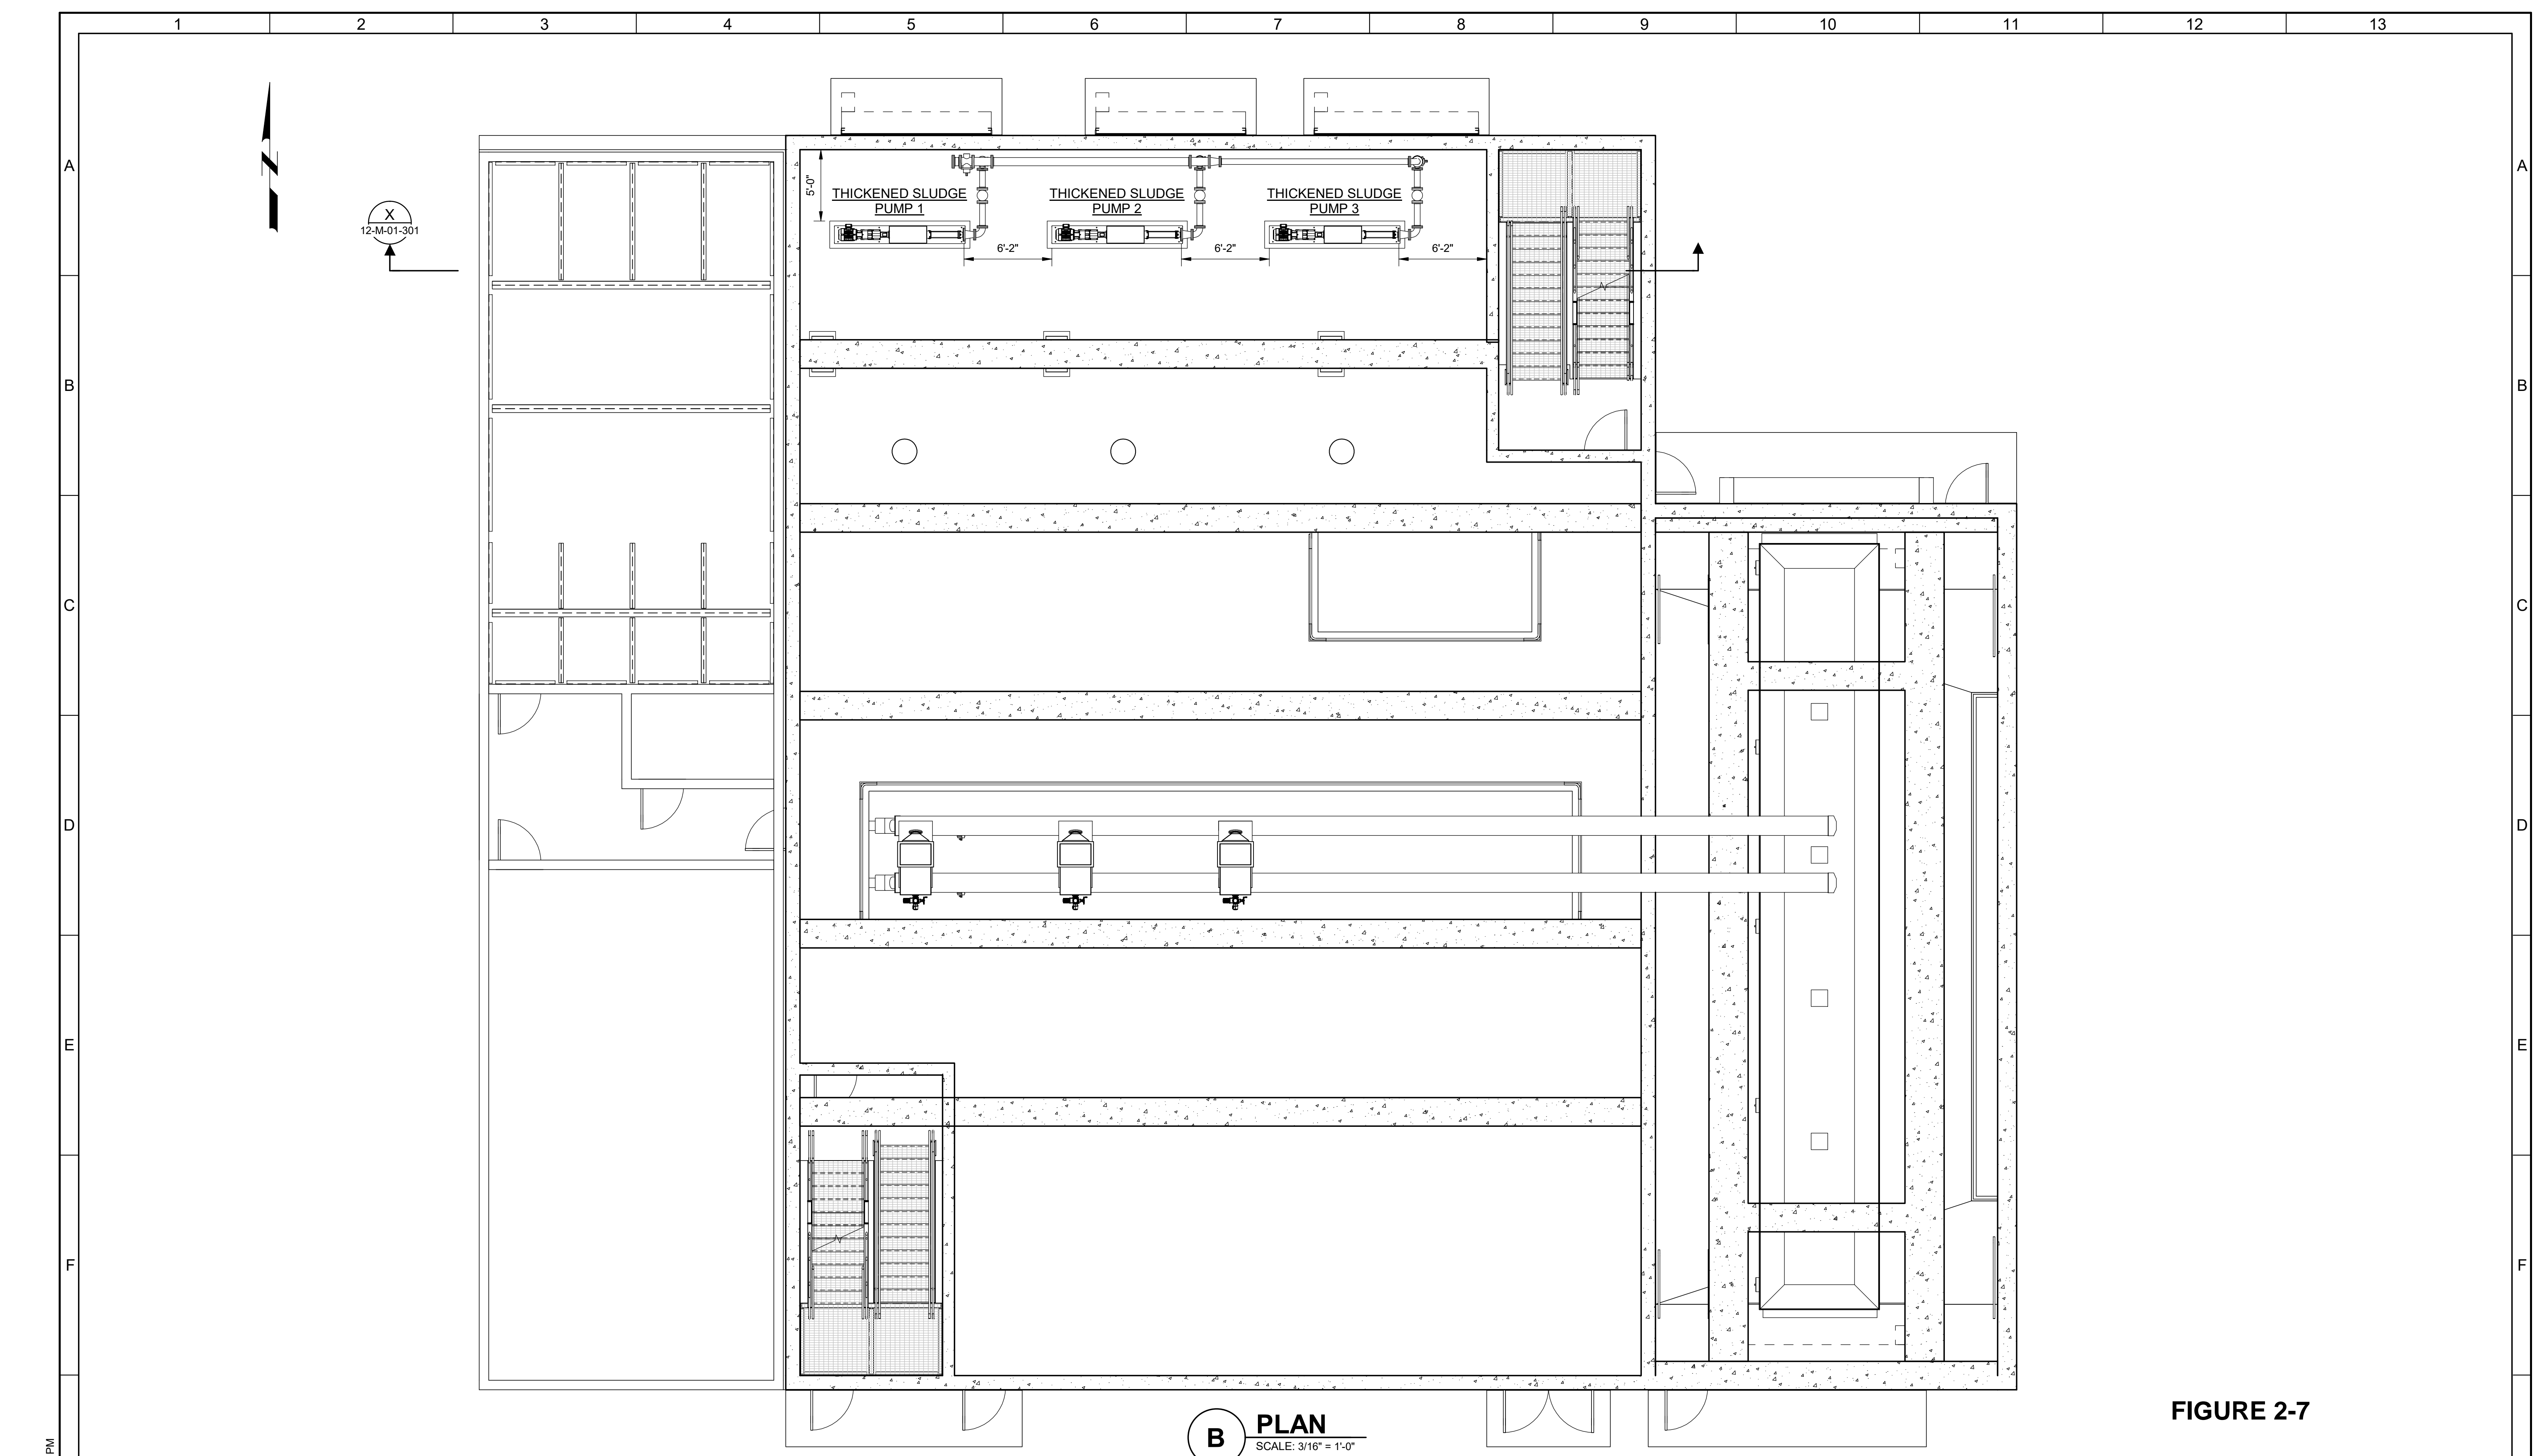 1 2 3 4 5 6 7 8 9 10 11 12 13
A A
5'-0"
THICKENED SLUDGE
PUMP 1
THICKENED SLUDGE
PUMP 2
THICKENED SLUDGE
PUMP 3
X
12-M-01-301
6'-2" 6'-2" 6'-2"
B B
C C
D D
E E
F F
B
PLAN
SCALE: 3/16" = 1'-0"
FIGURE 2-7
PM